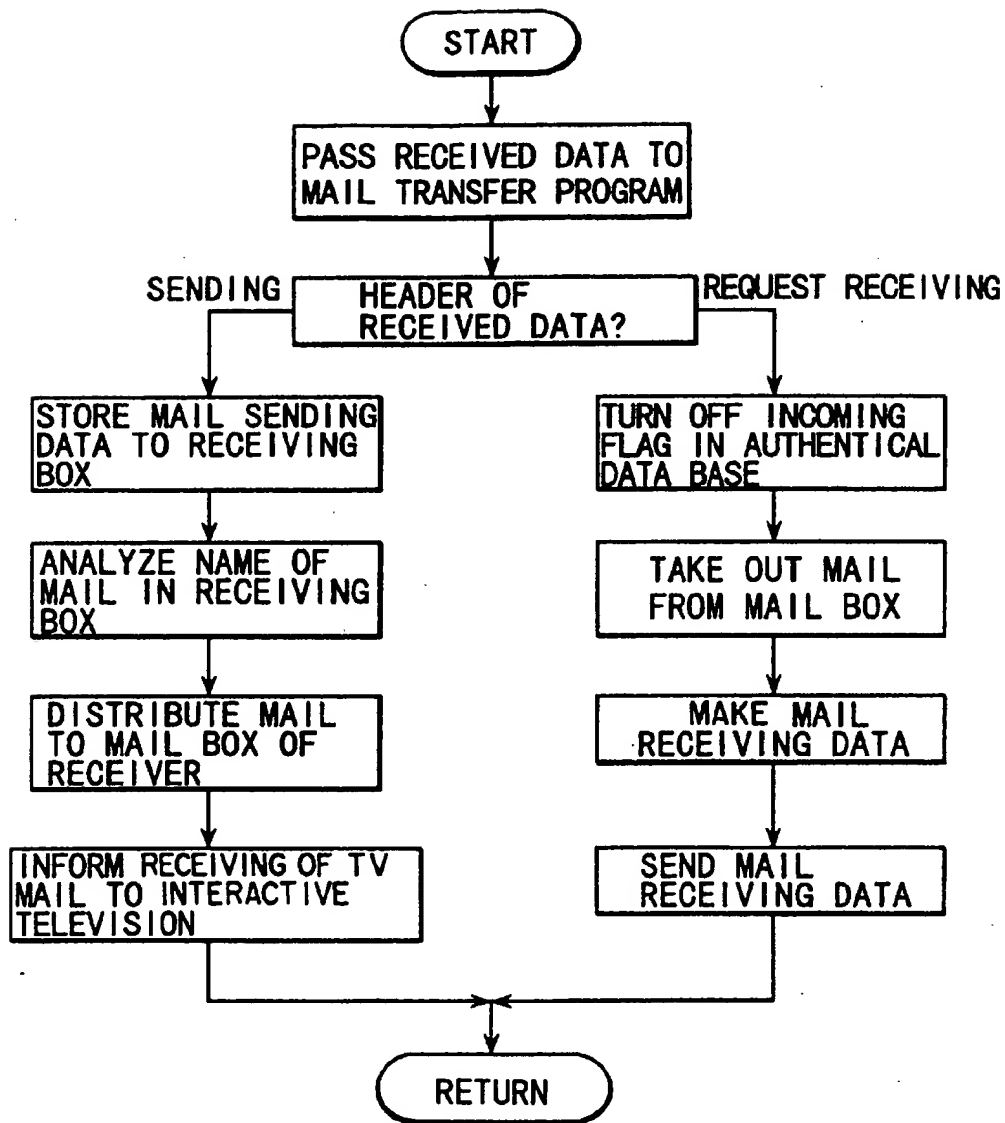 START
PASS RECEIVED DATA TO
MAIL TRANSFER PROGRAM
SENDING
HEADER OF
RECEIVED DATA?
REQUEST RECEIVING
STORE MAIL SENDING
DATA TO RECEIVING
BOX
ANALYZE NAME OF
MAIL IN RECEIVING
BOX
DISTRIBUTE MAIL
TO MAIL BOX OF
RECEIVER
INFORM RECEIVING OF TV
MAIL TO INTERACTIVE
TELEVISION
TURN OFF INCOMING
FLAG IN AUTHENTICAL
DATA BASE
TAKE OUT MAIL
FROM MAIL BOX
MAKE MAIL
RECEIVING DATA
SEND MAIL
RECEIVING DATA
RETURN